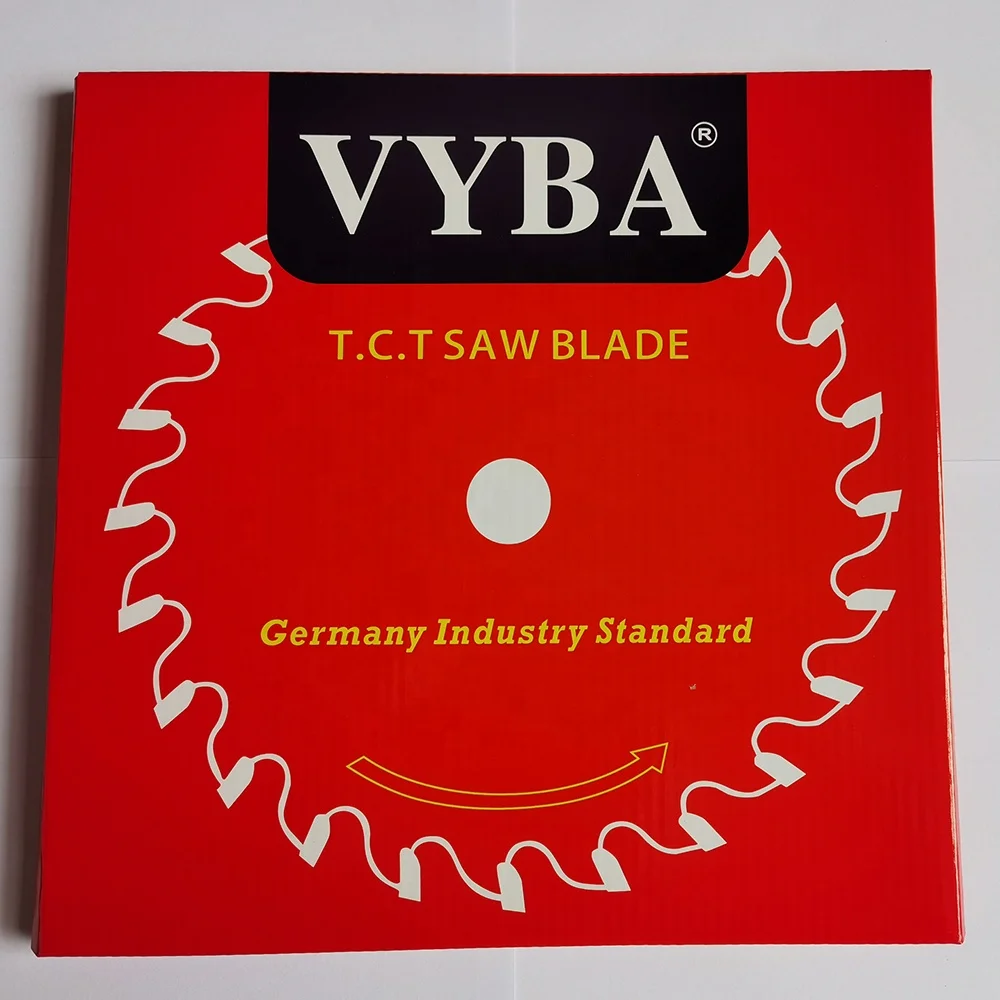 VYBA®
T.C.T SAW BLADE
Germany Industry Standard